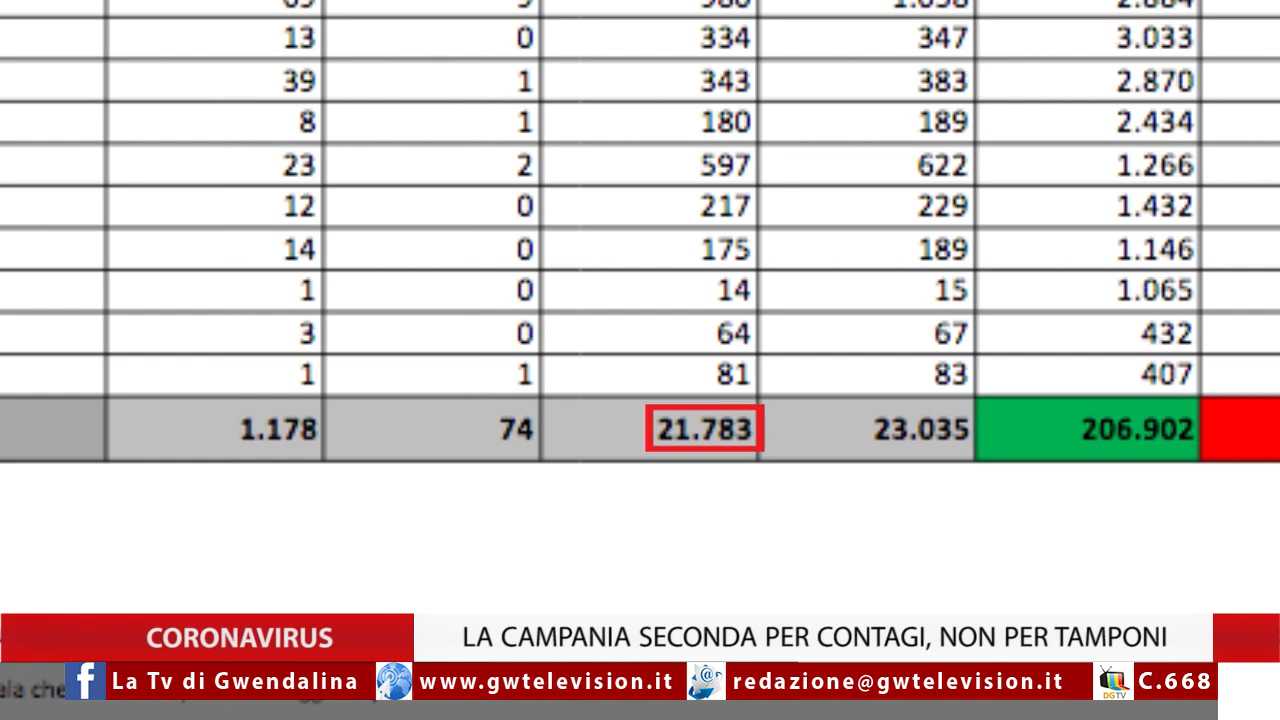 13 0 334 347 3.033
39 1 343 383 2.870
8 1 180 189 2.434
23 2 597 622 1.266
12 0 217 229 1.432
14 0 175 189 1.146
1 0 14 15 1.065
3 0 64 67 432
1 1 81 83 407
1.178 74 21.783 23.035 206.902
CORONAVIRUS LA CAMPANIA SECONDA PER CONTAGI, NON PER TAMPONI
La Tv di Gwendalina www.gwtelevision.it redazione@gwtelevision.it DGTV C.668